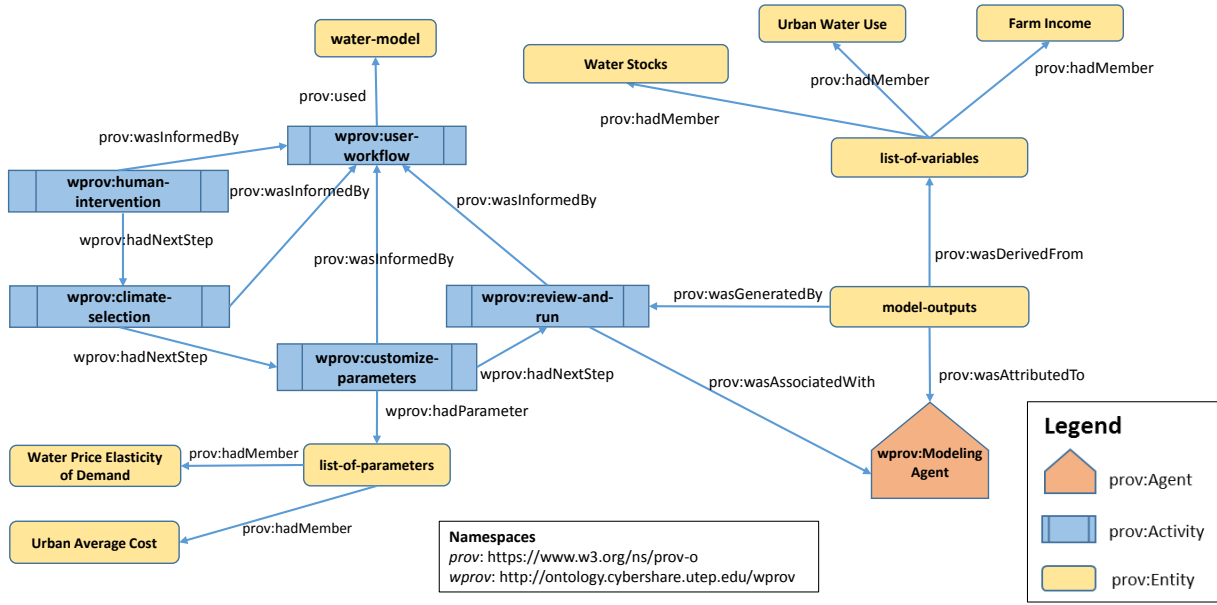 water-model
Urban Water Use
Farm Income
Water Stocks
prov:used
prov:hadMember
prov:hadMember
prov:hadMember
prov:wasInformedBy
wprov:user-
workflow
list-of-variables
wprov:human-
intervention
prov:wasInformedBy
prov:wasInformedBy
wprov:hadNextStep
prov:wasInformedBy
prov:wasDerivedFrom
wprov:climate-
selection
wprov:review-and-
run
prov:wasGeneratedBy
model-outputs
wprov:hadNextStep
wprov:customize-
parameters
wprov:hadNextStep
prov:wasAssociatedWith
prov:wasAttributedTo
wprov:hadParameter
Water Price Elasticity
of Demand
prov:hadMember
list-of-parameters
wprov:Modeling
Agent
Legend
prov:Agent
prov:Activity
prov:Entity
prov:hadMember
Urban Average Cost
Namespaces
prov: https://www.w3.org/ns/prov-o
wprov: http://ontology.cybershare.utep.edu/wprov